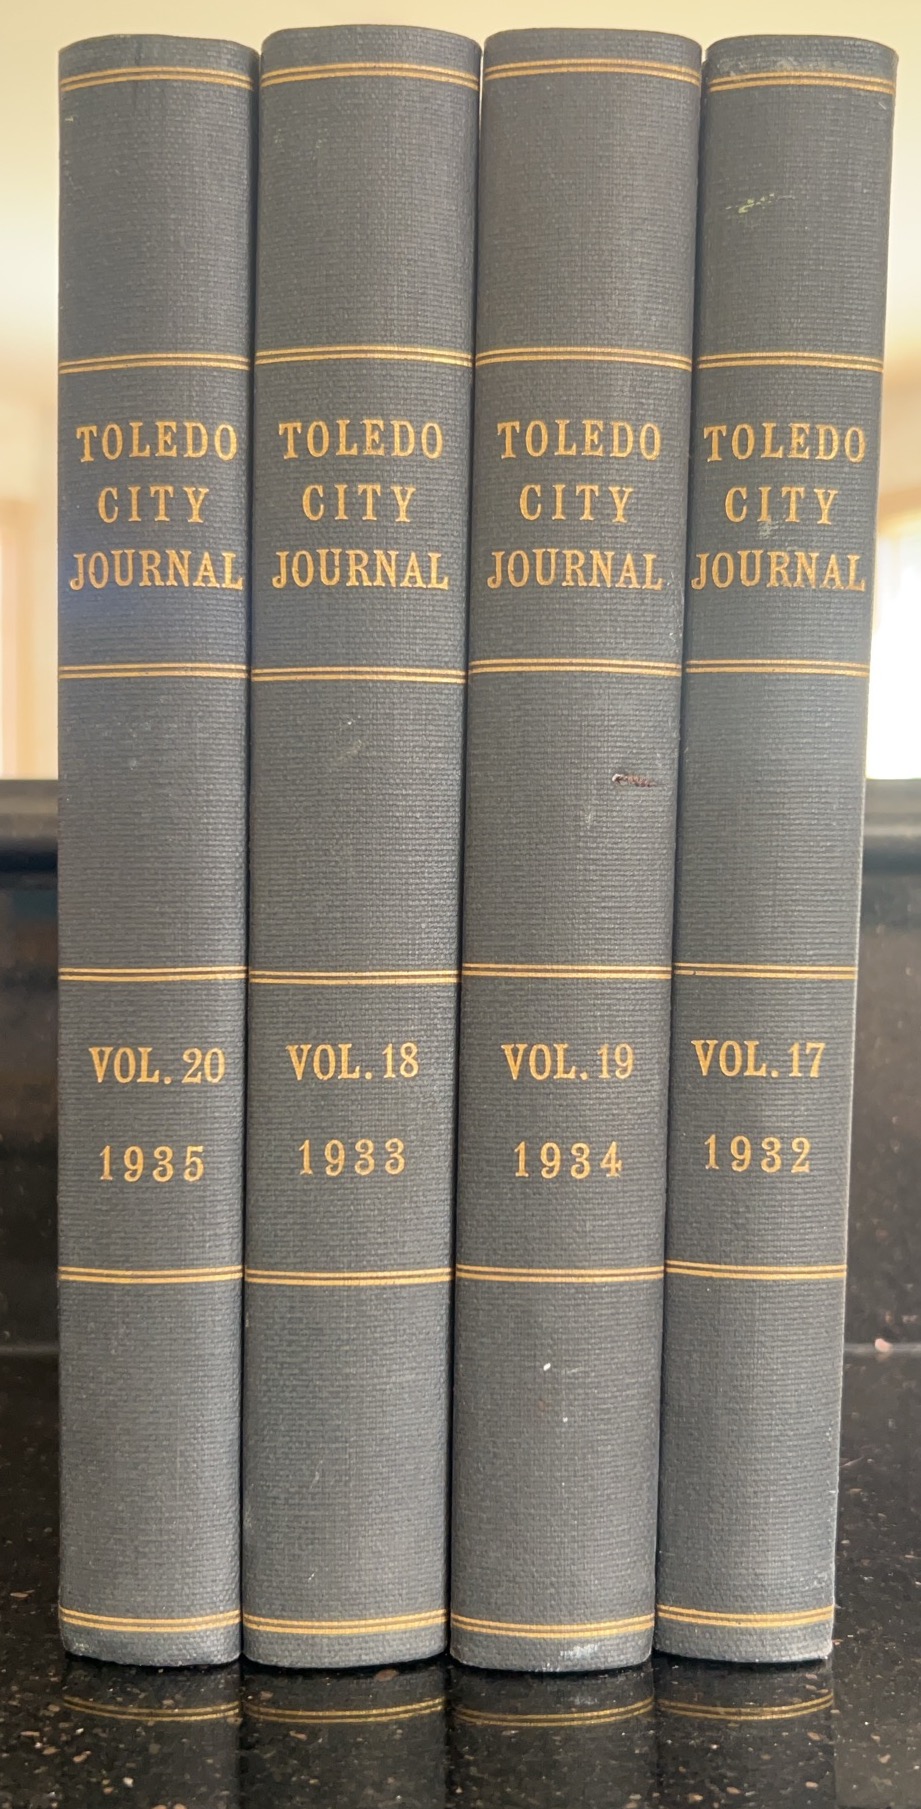 TOLEDO
CITY
JOURNAL
VOL. 20
1935
TOLEDO
CITY
JOURNAL
VOL. 18
1933
TOLEDO
CITY
JOURNAL
VOL. 19
1934
TOLEDO
CITY
JOURNAL
VOL. 17
1932